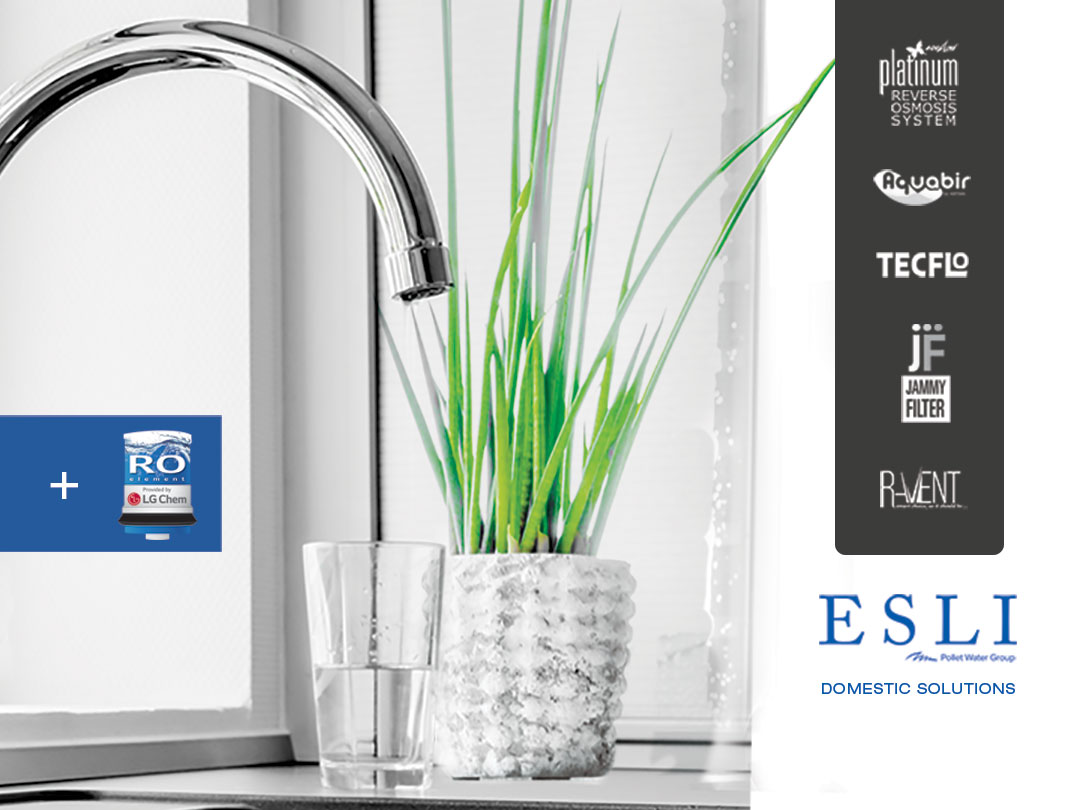 platinum
REVERSE
OSMOSIS
SYSTEM
Aquabir
TECFLO
jF
JAMMY
FILTER
R-VENT
+
RO
element
Provided by
LG Chem
ESLI
Pollet Water Group
DOMESTIC SOLUTIONS